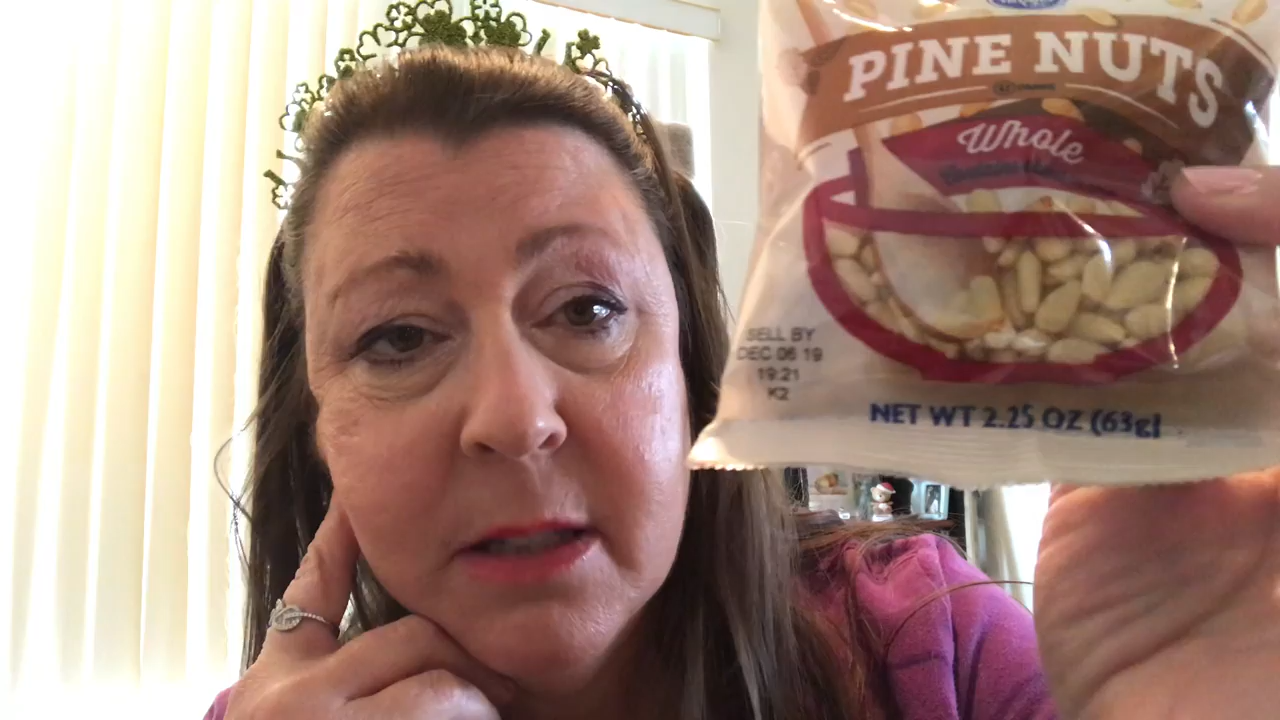 PINE NUTS
Whole
SELL BY
DEC 06 19
19:21
K2
NET WT 2.25 OZ (63g)